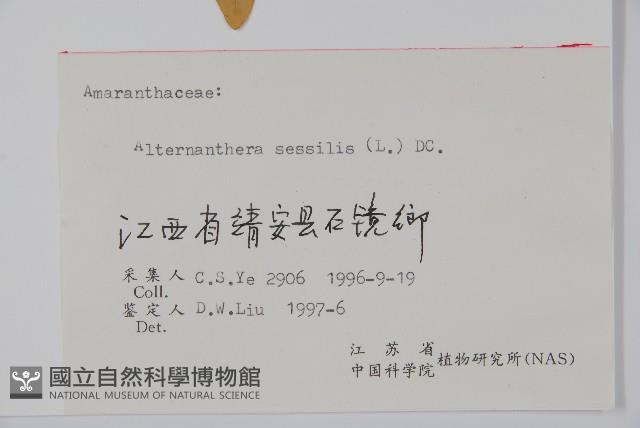 Amaranthaceae:
Alternanthera sessilis (L.) DC.
江西省靖安县石镜鄉
采集人 C.S.Ye 2906 1996-9-19
Coll.
鉴定人 D.W.Liu 1997-6
Det.
江苏省
中国科学院 植物研究所(NAS)
國立自然科學博物館
NATIONAL MUSEUM OF NATURAL SCIENCE